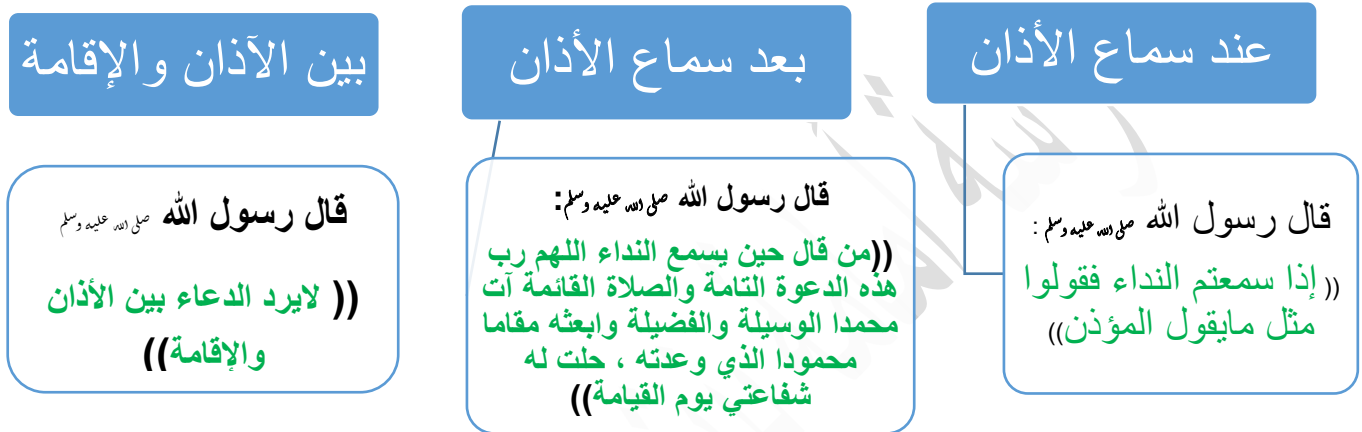 عند سماع الأذان
قال رسول الله صلى الله عليه وسلم :
((إذا سمعتم النداء فقولوا
مثل مايقول المؤذن))
بعد سماع الأذان
قال رسول الله صلى الله عليه وسلم:
((من قال حين يسمع النداء اللهم رب
هذه الدعوة التامة والصلاة القائمة آت
محمدا الوسيلة والفضيلة وابعثه مقاما
محمودا الذي وعدته ، حلت له
شفاعتي يوم القيامة))
بين الآذان والإقامة
قال رسول الله صلى الله عليه وسلم
(( لايرد الدعاء بين الأذان
والإقامة))